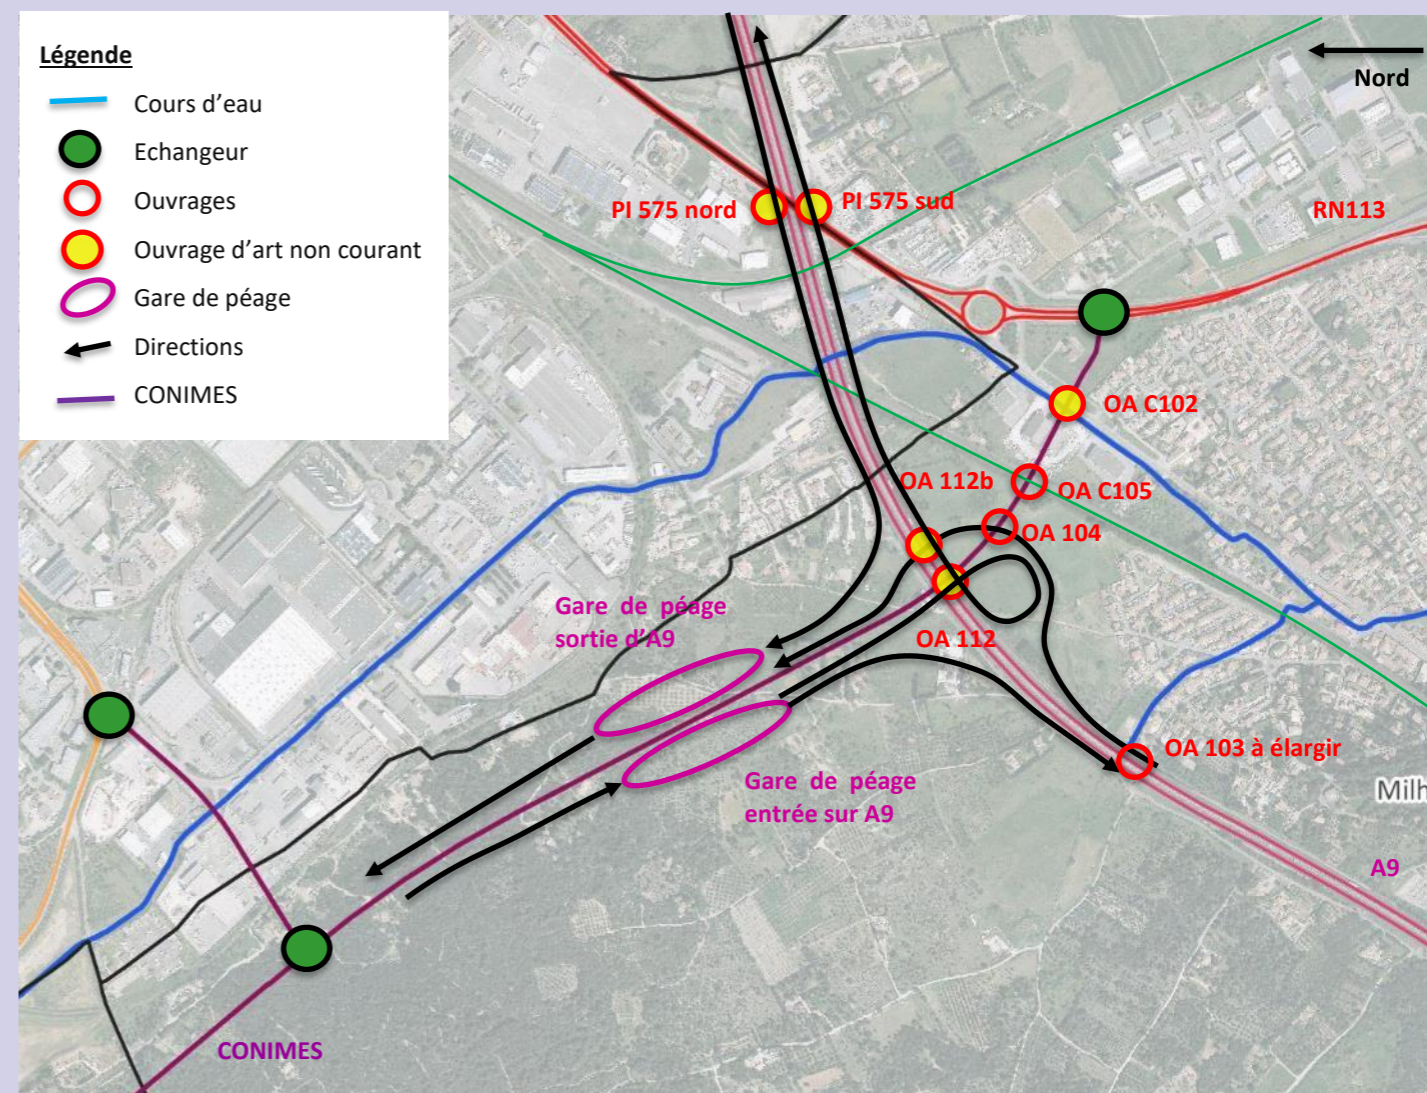 Légende
Cours d'eau
Echangeur
Ouvrages
Ouvrage d'art non courant
Gare de péage
Directions
CONIMES
Nord
PI 575 nord
PI 575 sud
RN113
OA C102
OA 112b
OA C105
OA 104
Gare de péage
sortie d'A9
OA 112
OA 103 à élargir
Gare de péage
entrée sur A9
Milh
A9
CONIMES